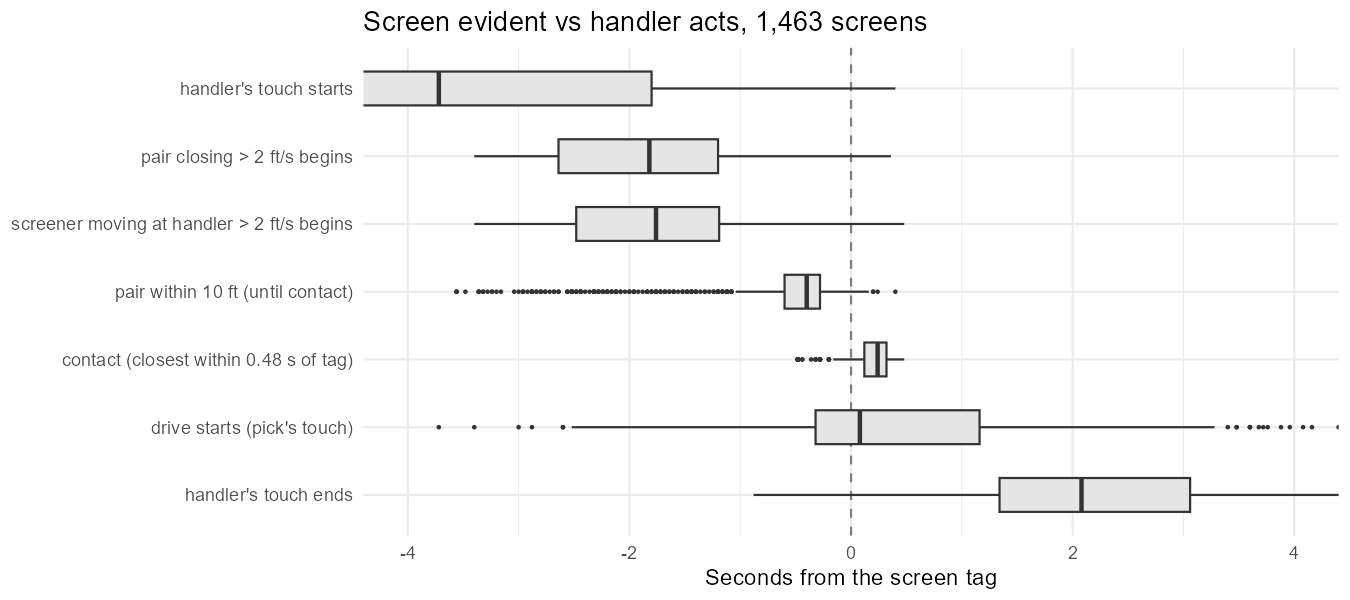 Screen evident vs handler acts, 1,463 screens
handler's touch starts
pair closing > 2 ft/s begins
screener moving at handler > 2 ft/s begins
pair within 10 ft (until contact)
contact (closest within 0.48 s of tag)
drive starts (pick's touch)
handler's touch ends
-4 -2 0 2 4
Seconds from the screen tag